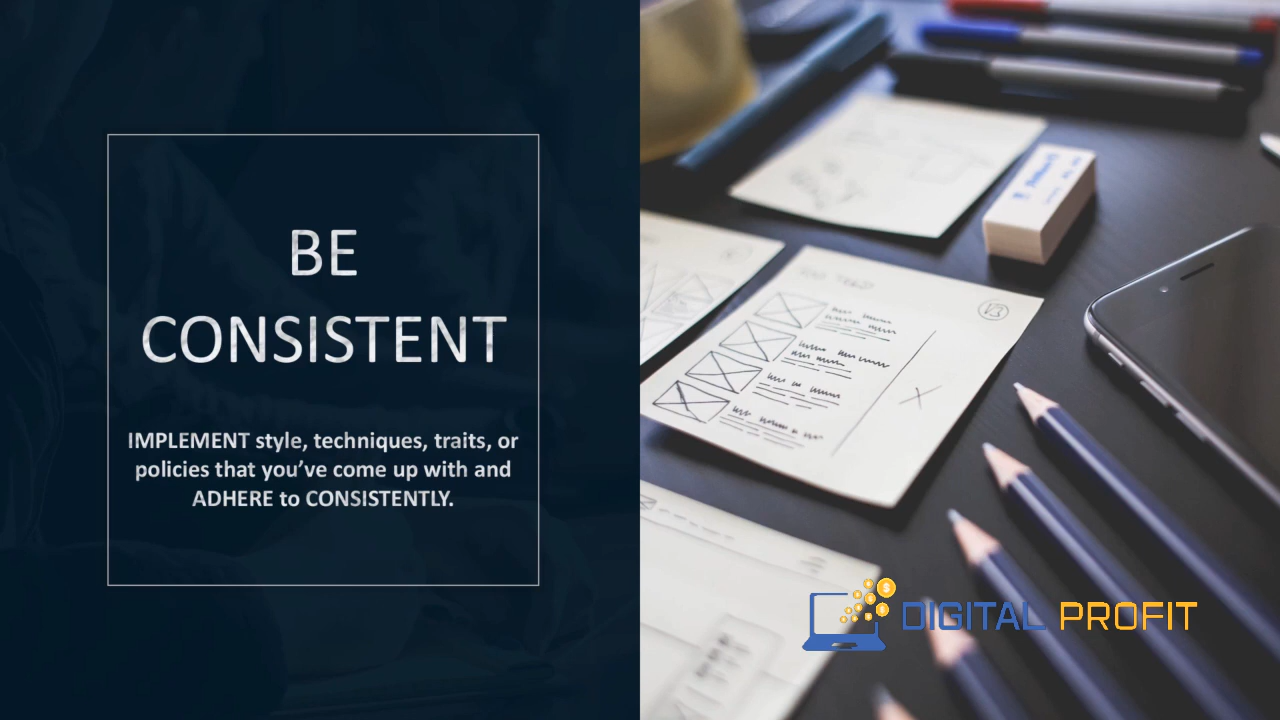 BE
CONSISTENT
IMPLEMENT style, techniques, traits, or
policies that you've come up with and
ADHERE to CONSISTENTLY.
DIGITAL PROFIT